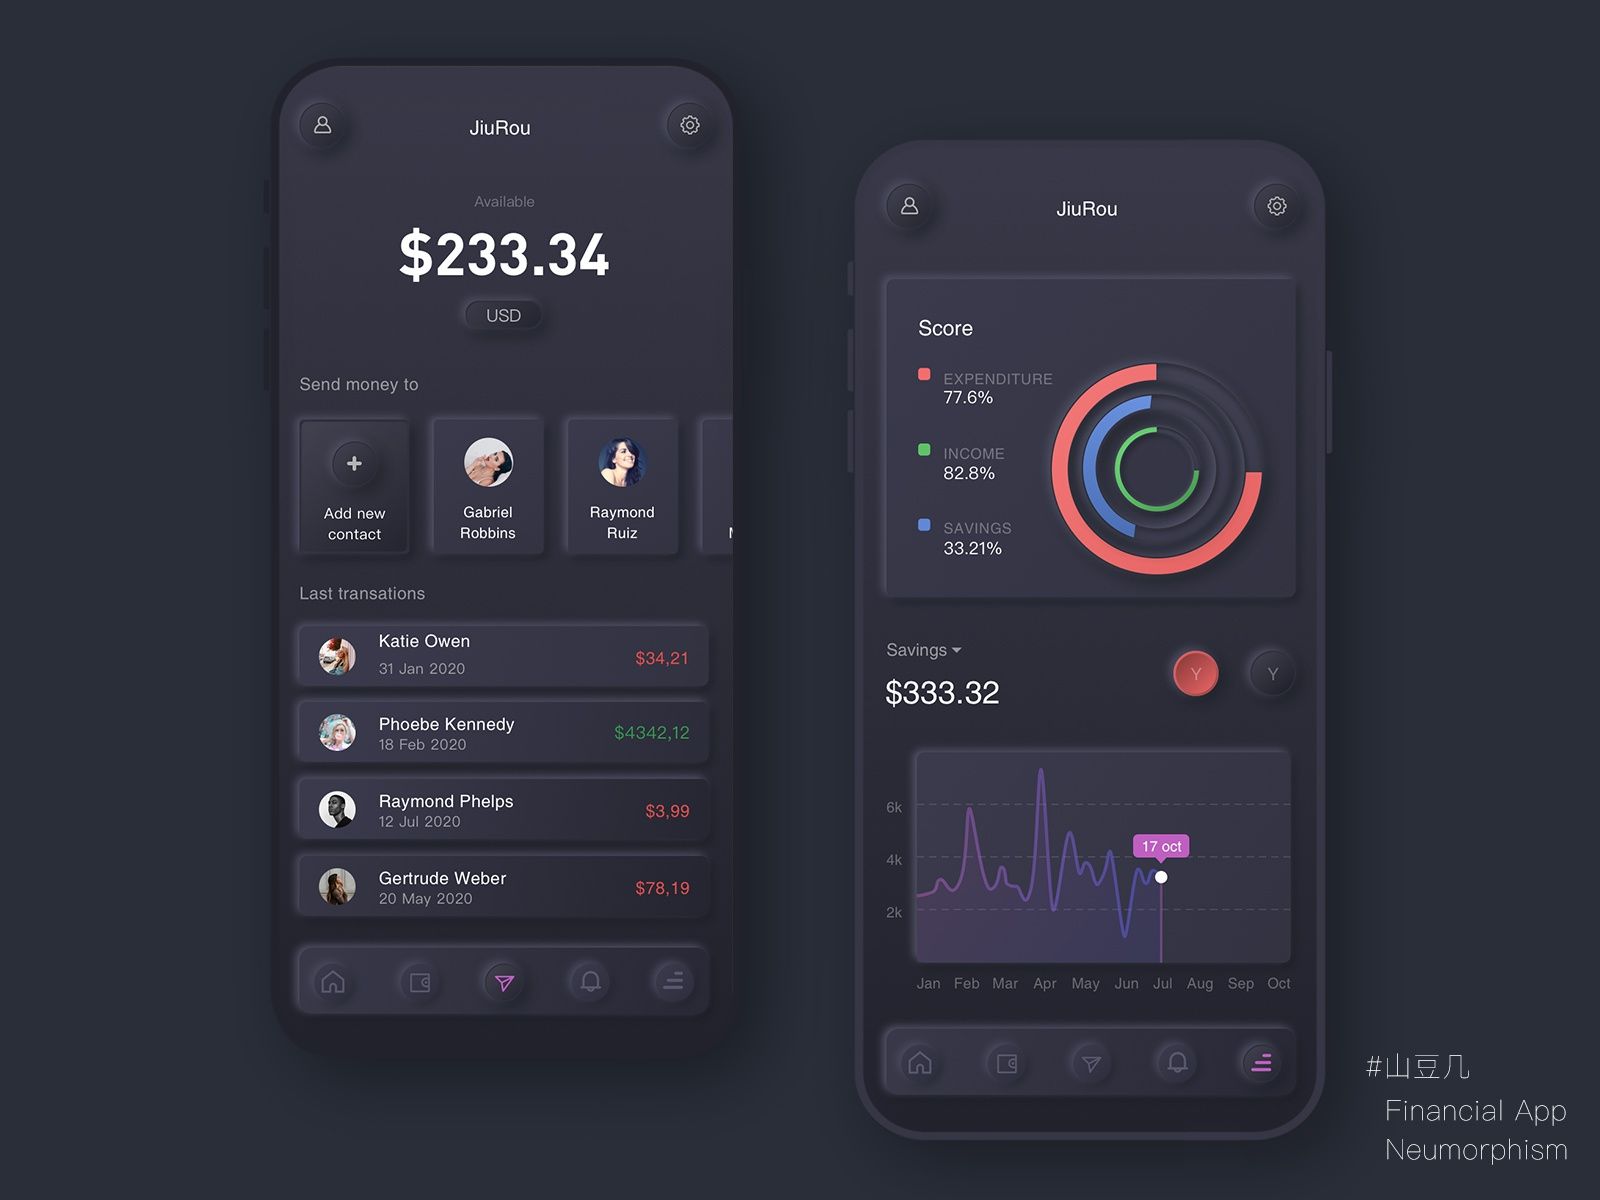 JiuRou
Available
$233.34
USD
Send money to
Add new
contact
Gabriel
Robbins
Raymond
Ruiz
Last transations
Katie Owen
31 Jan 2020
$34,21
Phoebe Kennedy
18 Feb 2020
$4342,12
Raymond Phelps
12 Jul 2020
$3,99
Gertrude Weber
20 May 2020
$78,19
JiuRou
Score
EXPENDITURE
77.6%
INCOME
82.8%
SAVINGS
33.21%
Savings
$333.32
Y
Y
6k
4k
2k
17 oct
Jan Feb Mar Apr May Jun Jul Aug Sep Oct
#山豆几
Financial App
Neumorphism